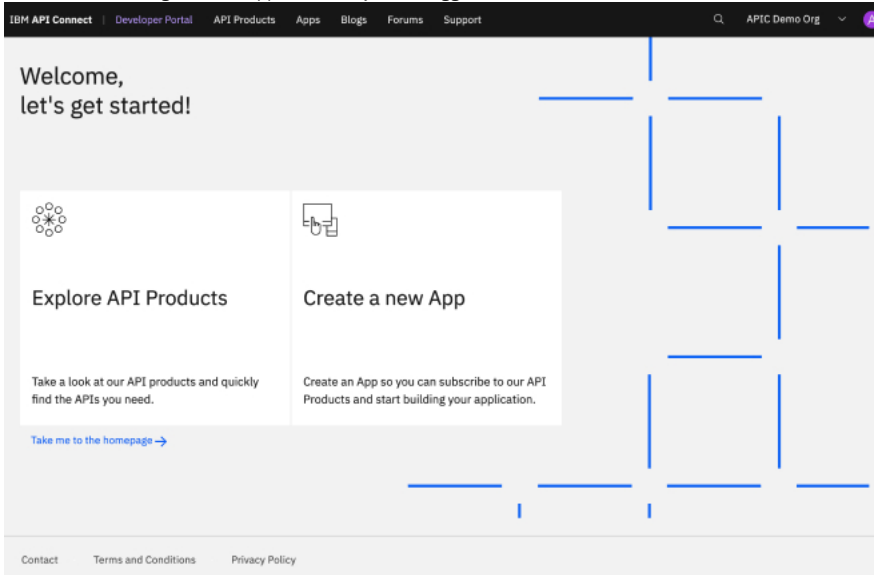 IBM API Connect | Developer Portal API Products Apps Blogs Forums Support APIC Demo Org A
Welcome,
let's get started!
Explore API Products
Take a look at our API products and quickly
find the APIs you need.
Create a new App
Create an App so you can subscribe to our API
Products and start building your application.
Take me to the homepage →
Contact Terms and Conditions Privacy Policy